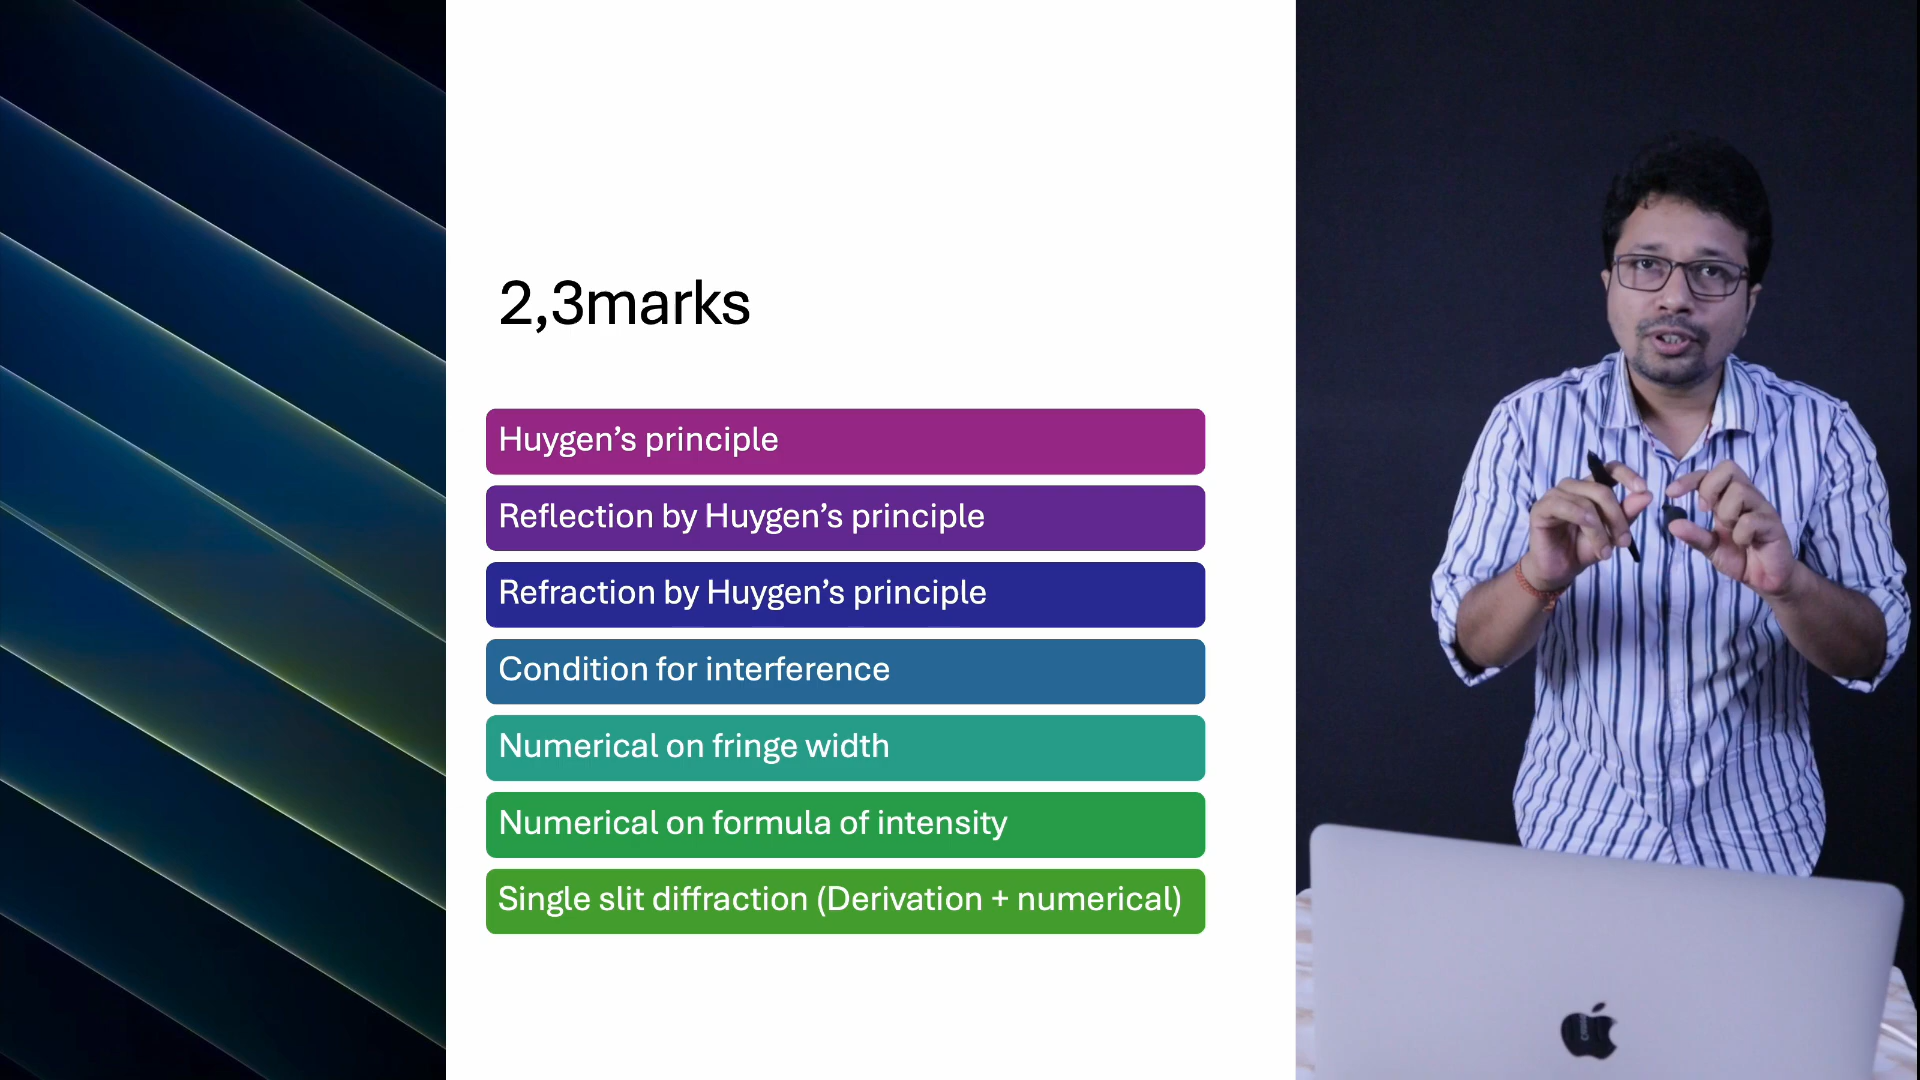 2,3marks
Huygen’s principle
Reflection by Huygen’s principle
Refraction by Huygen’s principle
Condition for interference
Numerical on fringe width
Numerical on formula of intensity
Single slit diffraction (Derivation + numerical)